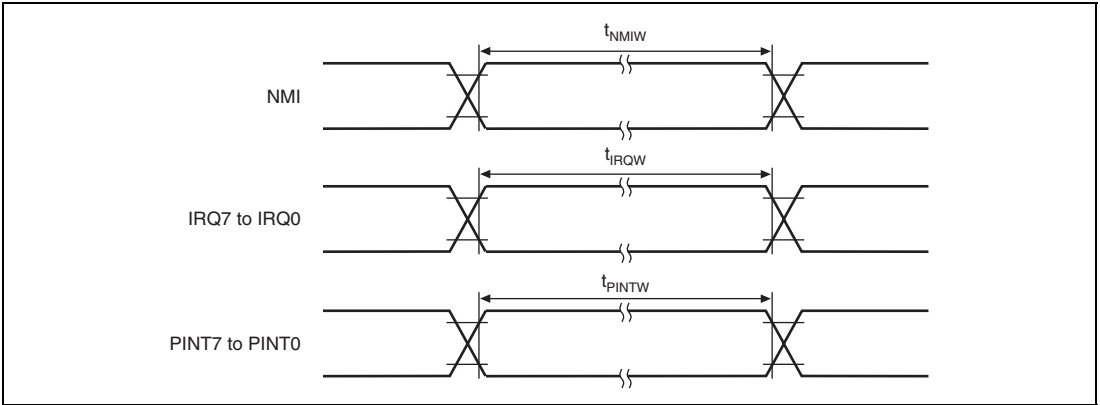 tNMIW
NMI
tIRQW
IRQ7 to IRQ0
tPINTW
PINT7 to PINT0